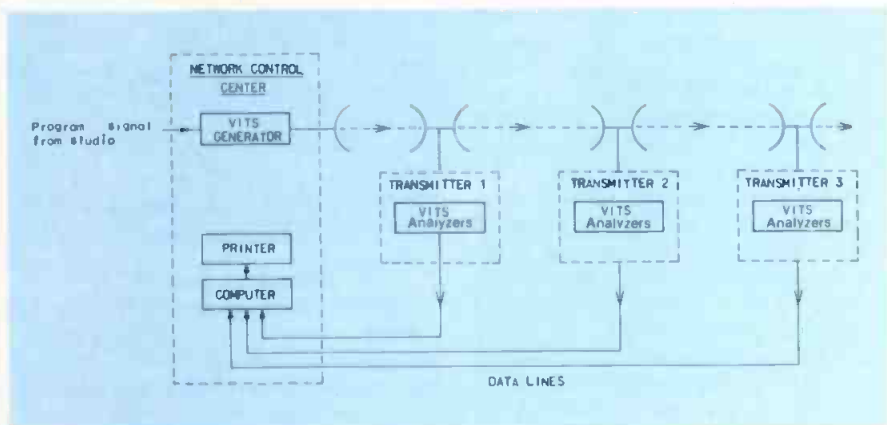 NETWORK CONTROL
CENTER
Program signal
from studio
VITS
GENERATOR
TRANSMITTER 1
VITS
Analyzers
TRANSMITTER 2
VITS
Analyzers
TRANSMITTER 3
VITS
Analyzers
PRINTER
COMPUTER
DATA LINES